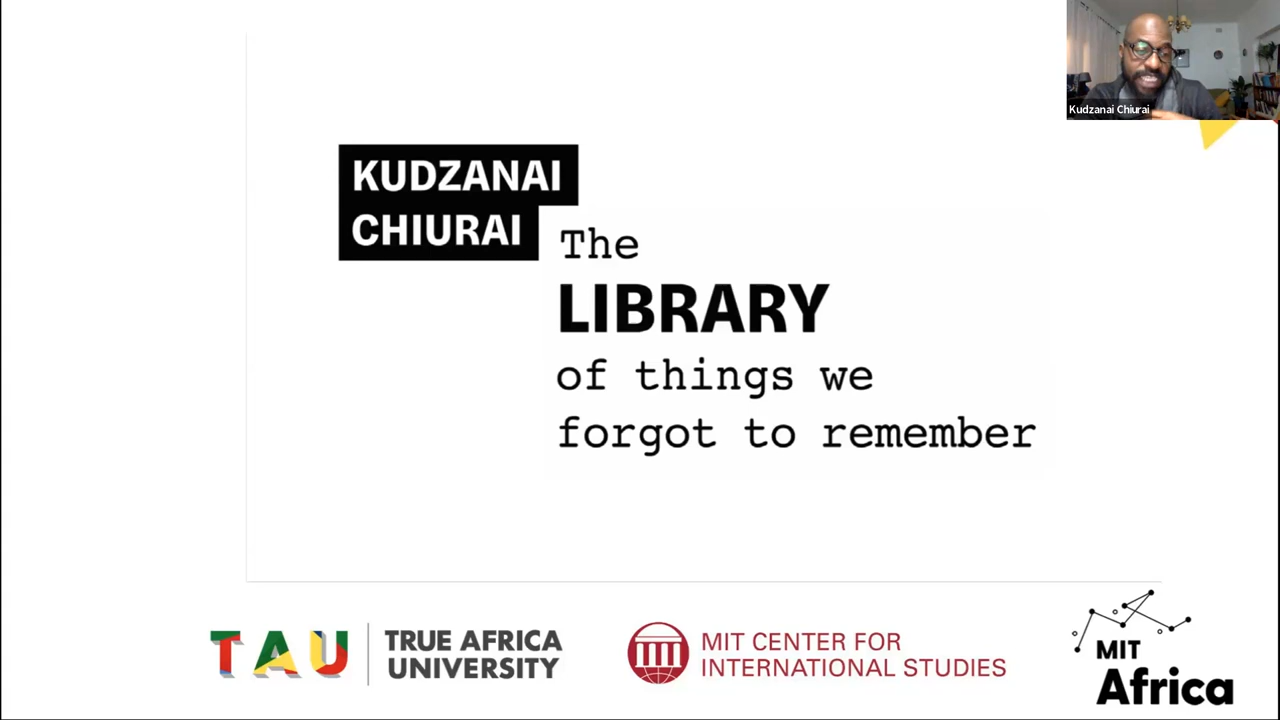 Kudzanai Chiurai
KUDZANAI
CHIURAI
The
LIBRARY
of things we
forgot to remember
TAU
TRUE AFRICA
UNIVERSITY
MIT CENTER FOR
INTERNATIONAL STUDIES
MIT
Africa